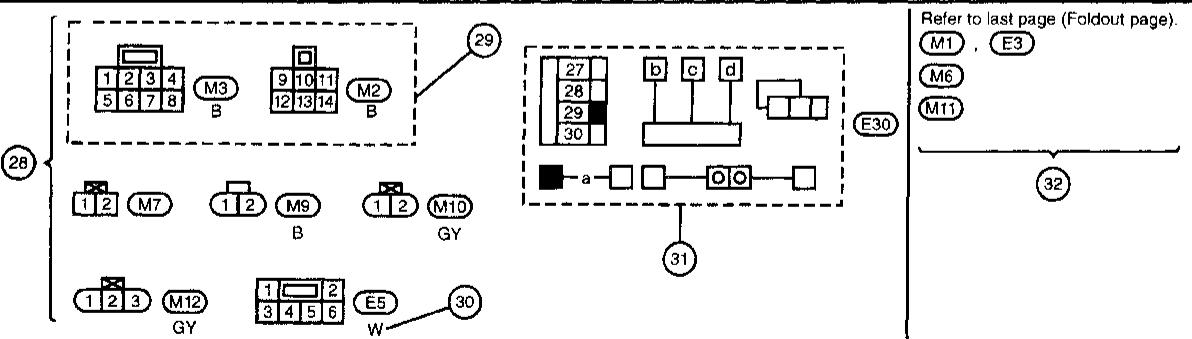 Refer to last page (Foldout page).
M1 , E3
M6
M11
32
28
29
1 2 3 4
5 6 7 8
M3
B
9 10 11
12 13 14
M2
B
1 2
M7
1 2
M9
B
1 2
M10
GY
1 2 3
M12
GY
1 2
3 4 5 6
E5
W
30
27
28
29
30
b c d
a
E30
31